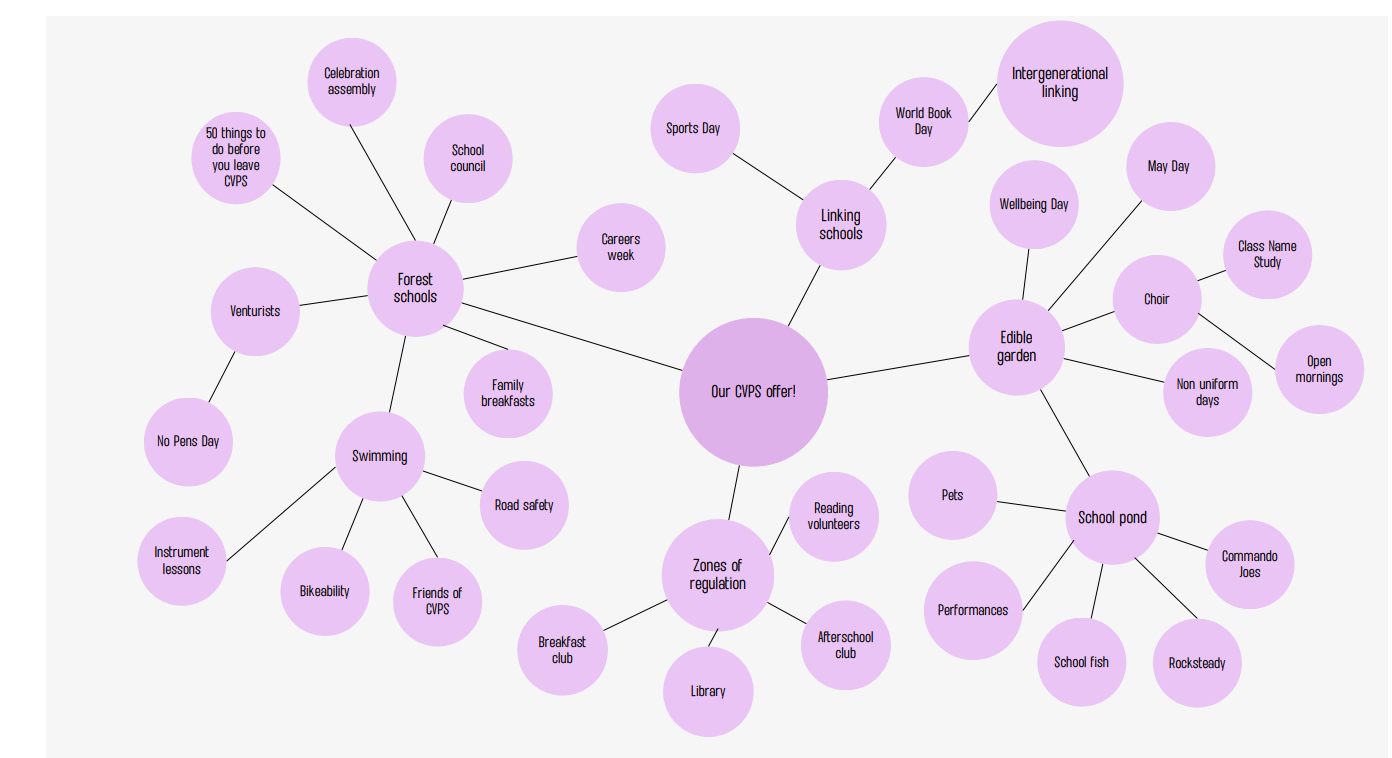 Celebration
assembly
50 things to
do before
you leave
CVPS
School
council
Careers
week
Forest
schools
Venturists
No Pens Day
Family
breakfasts
Swimming
Road safety
Instrument
lessons
Bikeability
Friends of
CVPS
Sports Day
World Book
Day
Intergenerational
linking
Linking
schools
Our CVPS offer!
Wellbeing Day
May Day
Class Name
Study
Choir
Edible
garden
Open
mornings
Non uniform
days
Reading
volunteers
Zones of
regulation
Breakfast
club
Library
Afterschool
club
Pets
School pond
Commando
Joes
Performances
School fish
Rocksteady